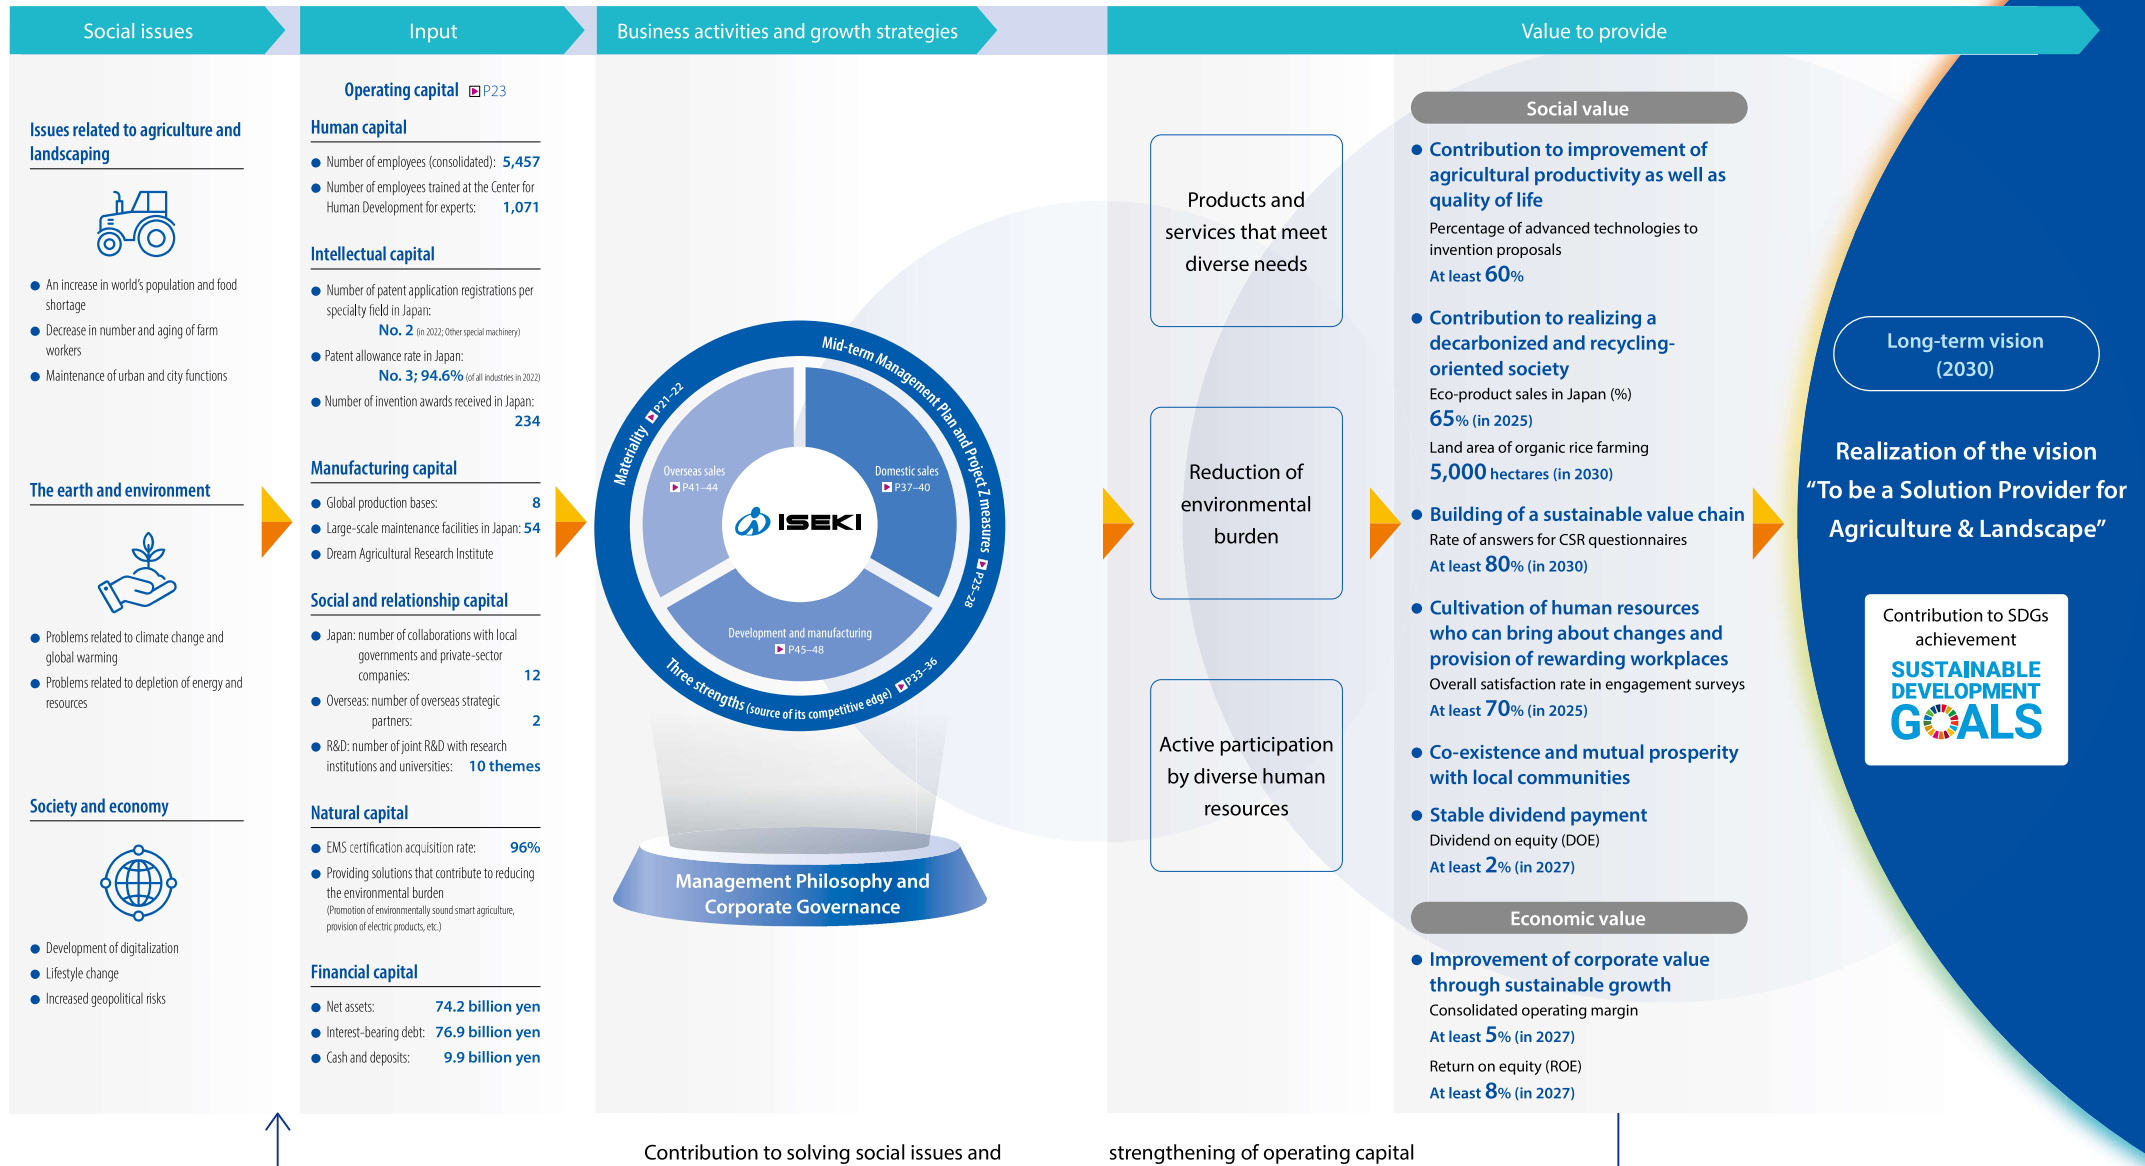 Social issues
Input
Business activities and growth strategies
Value to provide
Issues related to agriculture and
landscaping
An increase in world's population and food
shortage
Decrease in number and aging of farm
workers
Maintenance of urban and city functions
The earth and environment
Problems related to climate change and
global warming
Problems related to depletion of energy and
resources
Society and economy
Development of digitalization
Lifestyle change
Increased geopolitical risks
Operating capital P23
Human capital
Number of employees (consolidated): 5,457
Number of employees trained at the Center for
Human Development for experts: 1,071
Intellectual capital
Number of patent application registrations per
specialty field in Japan:
No. 2 (in 2022; Other special machinery)
Patent allowance rate in Japan:
No. 3; 94.6% (of all industries in 2022)
Number of invention awards received in Japan:
234
Manufacturing capital
Global production bases: 8
Large-scale maintenance facilities in Japan: 54
Dream Agricultural Research Institute
Social and relationship capital
Japan: number of collaborations with local
governments and private-sector
companies: 12
Overseas: number of overseas strategic
partners: 2
R&D: number of joint R&D with research
institutions and universities: 10 themes
Natural capital
EMS certification acquisition rate: 96%
Providing solutions that contribute to reducing
the environmental burden
(Promotion of environmentally sound smart agriculture,
provision of electric products, etc.)
Financial capital
Net assets: 74.2 billion yen
Interest-bearing debt: 76.9 billion yen
Cash and deposits: 9.9 billion yen
Materiality P21–22
Mid-term Management Plan and Project Z measures P25–28
Three strengths (source of its competitive edge) P33–36
Overseas sales
P41–44
Domestic sales
P37–40
ISEKI
Development and manufacturing
P45–48
Management Philosophy and
Corporate Governance
Products and
services that meet
diverse needs
Reduction of
environmental
burden
Active participation
by diverse human
resources
Social value
Contribution to improvement of
agricultural productivity as well as
quality of life
Percentage of advanced technologies to
invention proposals
At least 60%
Contribution to realizing a
decarbonized and recycling-
oriented society
Eco-product sales in Japan (%)
65% (in 2025)
Land area of organic rice farming
5,000 hectares (in 2030)
Building of a sustainable value chain
Rate of answers for CSR questionnaires
At least 80% (in 2030)
Cultivation of human resources
who can bring about changes and
provision of rewarding workplaces
Overall satisfaction rate in engagement surveys
At least 70% (in 2025)
Co-existence and mutual prosperity
with local communities
Stable dividend payment
Dividend on equity (DOE)
At least 2% (in 2027)
Economic value
Improvement of corporate value
through sustainable growth
Consolidated operating margin
At least 5% (in 2027)
Return on equity (ROE)
At least 8% (in 2027)
Long-term vision
(2030)
Realization of the vision
“To be a Solution Provider for
Agriculture & Landscape”
Contribution to SDGs
achievement
SUSTAINABLE
DEVELOPMENT
GOALS
Contribution to solving social issues and strengthening of operating capital